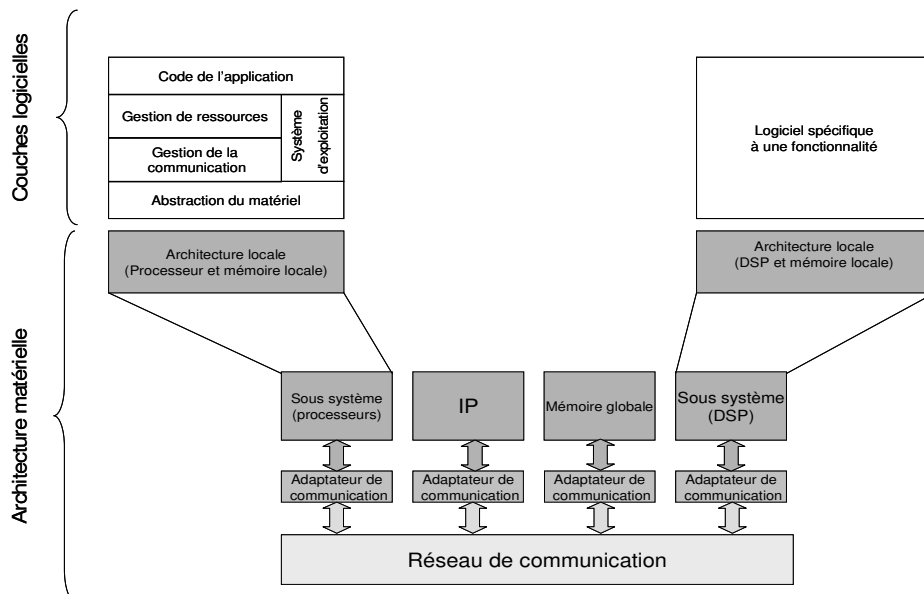 Couches logicielles
Code de l'application
Gestion de ressources
Gestion de la
communication
Système
d'exploitation
Abstraction du matériel
Logiciel spécifique
à une fonctionnalité
Architecture matérielle
Architecture locale
(Processeur et mémoire locale)
Architecture locale
(DSP et mémoire locale)
Sous système
(processeurs)
IP
Mémoire globale
Sous système
(DSP)
Adaptateur de
communication
Adaptateur de
communication
Adaptateur de
communication
Adaptateur de
communication
Réseau de communication